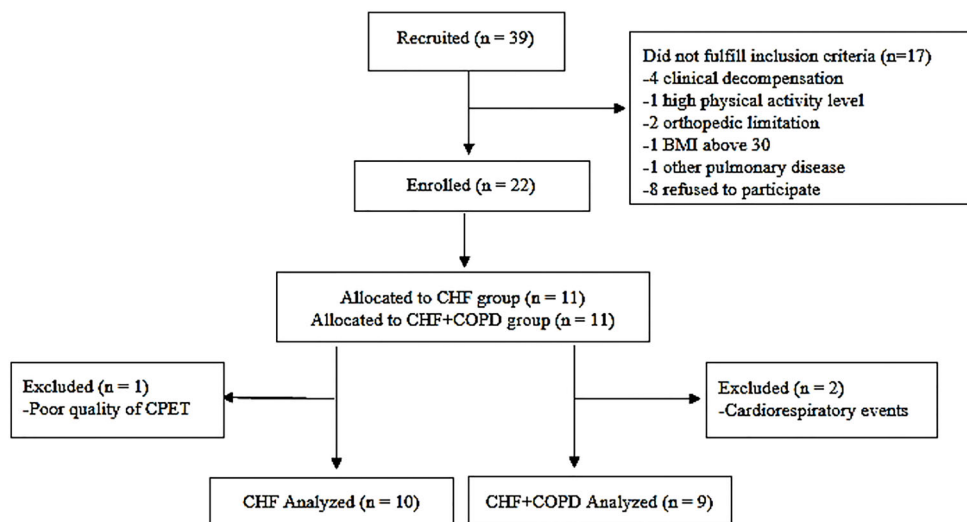 Recruited (n = 39)
Did not fulfill inclusion criteria (n=17)
-4 clinical decompensation
-1 high physical activity level
-2 orthopedic limitation
-1 BMI above 30
-1 other pulmonary disease
-8 refused to participate
Enrolled (n = 22)
Allocated to CHF group (n = 11)
Allocated to CHF+COPD group (n = 11)
Excluded (n = 1)
-Poor quality of CPET
Excluded (n = 2)
-Cardiorespiratory events
CHF Analyzed (n = 10)
CHF+COPD Analyzed (n = 9)